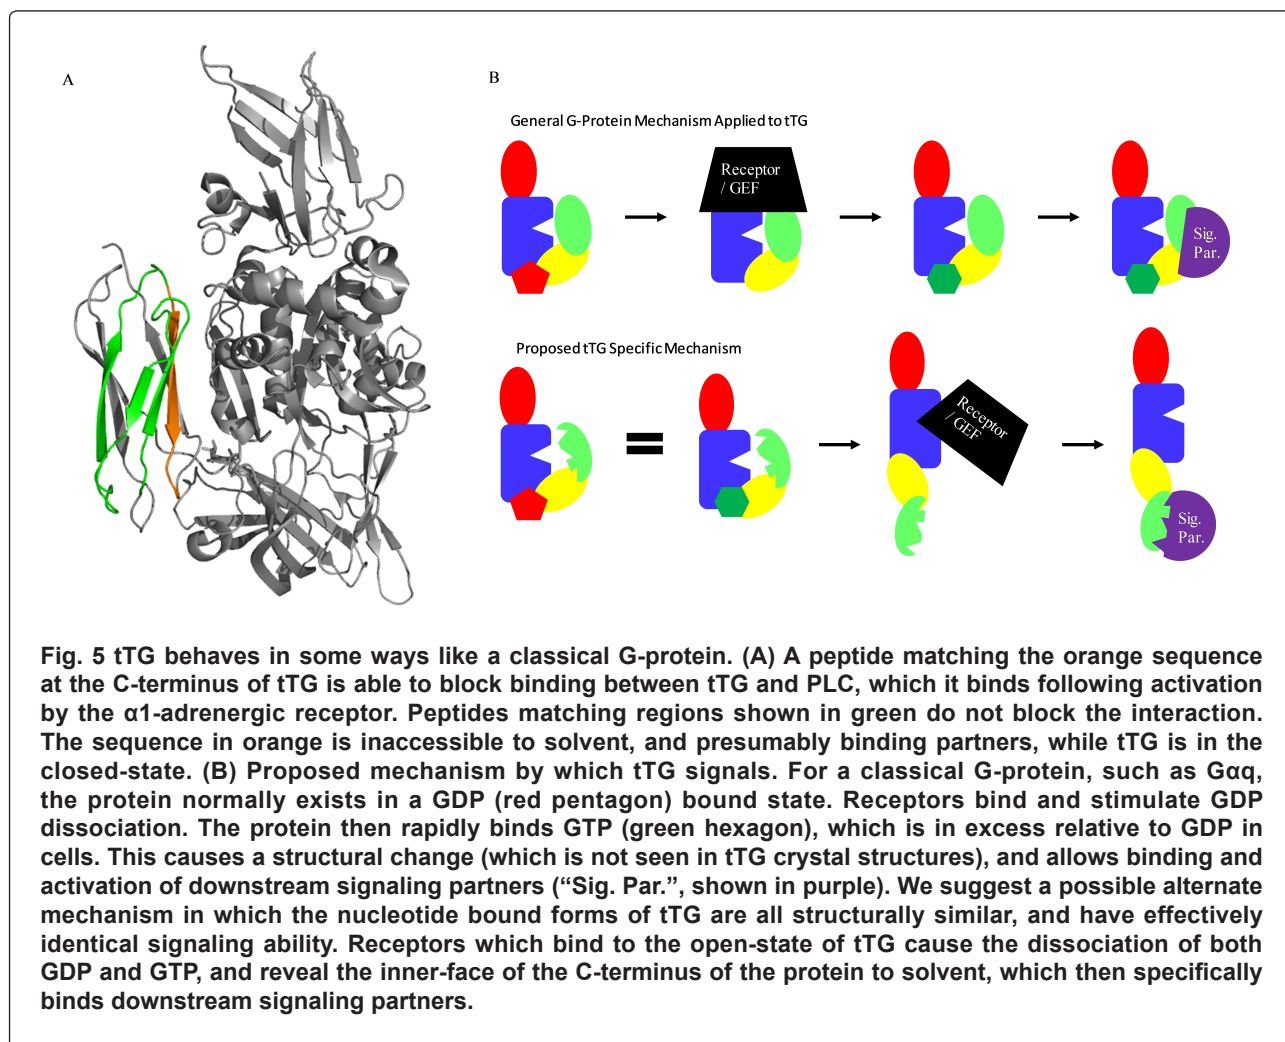 A
B
General G-Protein Mechanism Applied to tTG
Receptor
/ GEF
Sig.
Par.
Proposed tTG Specific Mechanism
=
Receptor
/ GEF
Sig.
Par.
Fig. 5 tTG behaves in some ways like a classical G-protein. (A) A peptide matching the orange sequence
at the C-terminus of tTG is able to block binding between tTG and PLC, which it binds following activation
by the α1-adrenergic receptor. Peptides matching regions shown in green do not block the interaction.
The sequence in orange is inaccessible to solvent, and presumably binding partners, while tTG is in the
closed-state. (B) Proposed mechanism by which tTG signals. For a classical G-protein, such as Gαq,
the protein normally exists in a GDP (red pentagon) bound state. Receptors bind and stimulate GDP
dissociation. The protein then rapidly binds GTP (green hexagon), which is in excess relative to GDP in
cells. This causes a structural change (which is not seen in tTG crystal structures), and allows binding and
activation of downstream signaling partners (“Sig. Par.”, shown in purple). We suggest a possible alternate
mechanism in which the nucleotide bound forms of tTG are all structurally similar, and have effectively
identical signaling ability. Receptors which bind to the open-state of tTG cause the dissociation of both
GDP and GTP, and reveal the inner-face of the C-terminus of the protein to solvent, which then specifically
binds downstream signaling partners.